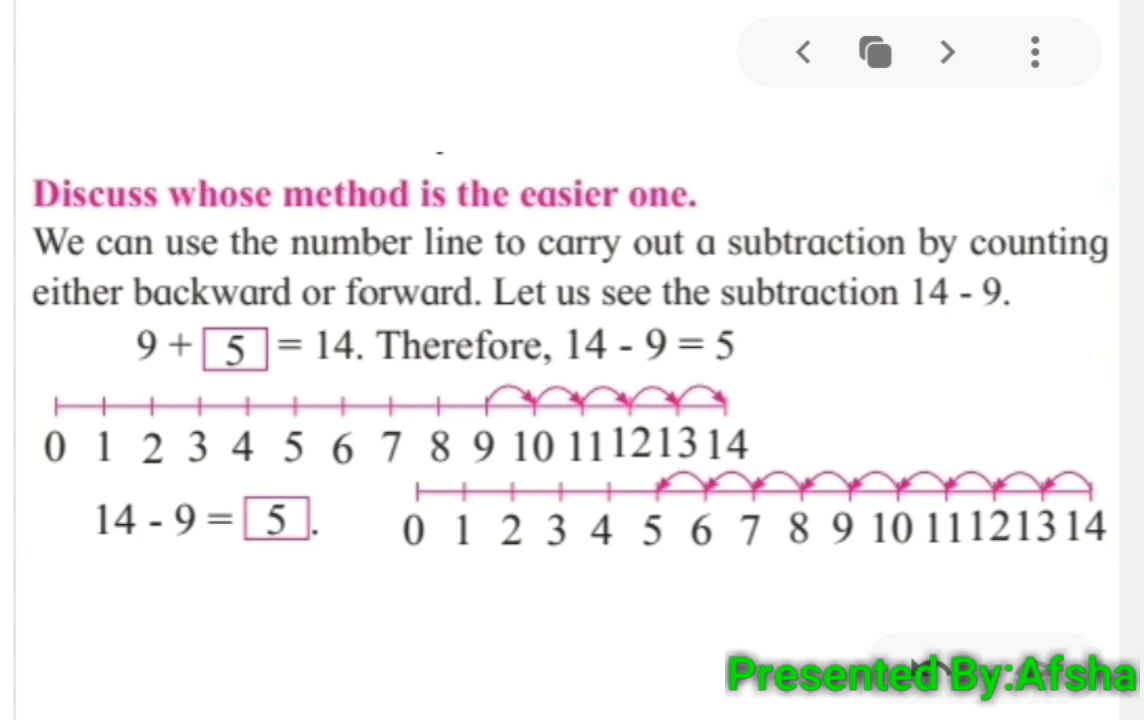 Discuss whose method is the easier one.
We can use the number line to carry out a subtraction by counting
either backward or forward. Let us see the subtraction 14 - 9.
9 + 5 = 14. Therefore, 14 - 9 = 5
0 1 2 3 4 5 6 7 8 9 10 11 12 13 14
14 - 9 = 5.
0 1 2 3 4 5 6 7 8 9 10 11 12 13 14
Presented By:Afsha